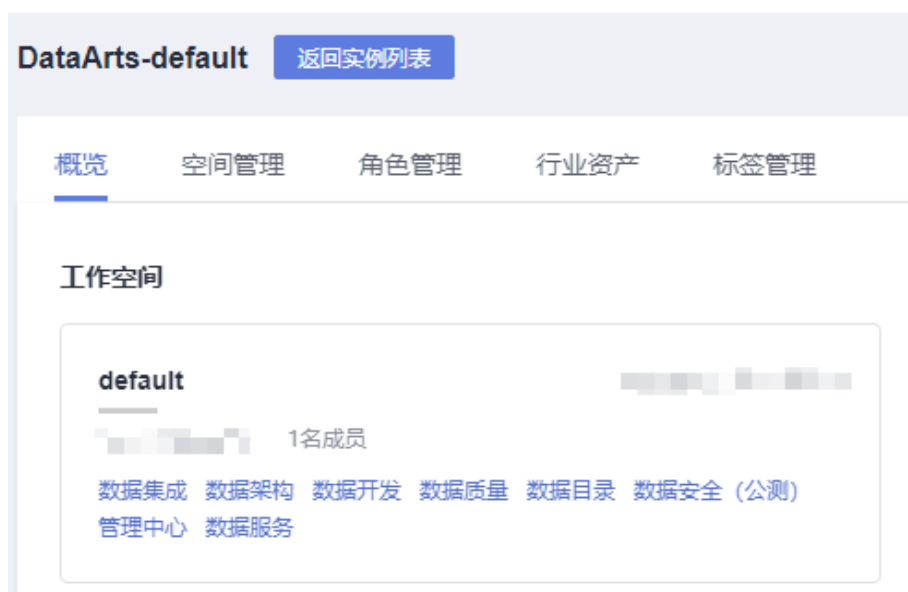 DataArts-default 返回实例列表
概览 空间管理 角色管理 行业资产 标签管理
工作空间
default
1名成员
数据集成 数据架构 数据开发 数据质量 数据目录 数据安全（公测）
管理中心 数据服务